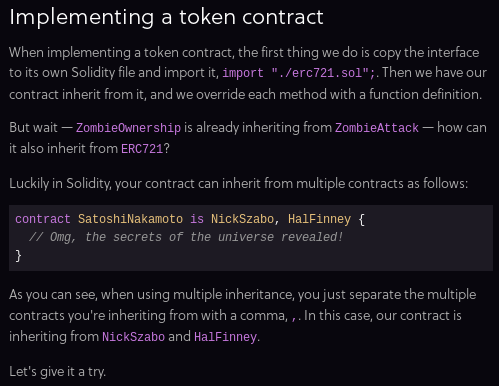 Implementing a token contract
When implementing a token contract, the first thing we do is copy the interface
to its own Solidity file and import it, import "./erc721.sol";. Then we have our
contract inherit from it, and we override each method with a function definition.
But wait — ZombieOwnership is already inheriting from ZombieAttack — how can
it also inherit from ERC721?
Luckily in Solidity, your contract can inherit from multiple contracts as follows:
contract SatoshiNakamoto is NickSzabo, HalFinney {
  // Omg, the secrets of the universe revealed!
}
As you can see, when using multiple inheritance, you just separate the multiple
contracts you're inheriting from with a comma, ,. In this case, our contract is
inheriting from NickSzabo and HalFinney.
Let's give it a try.